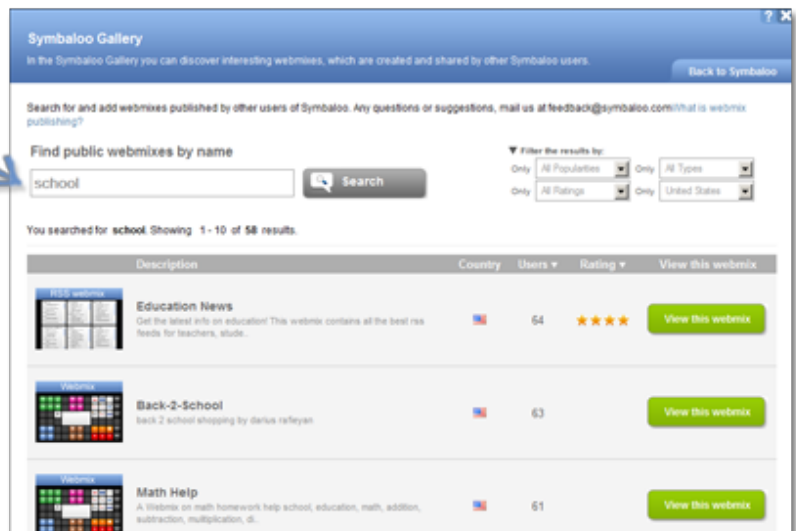 ? X
Symbaloo Gallery
In the Symbaloo Gallery you can discover interesting webmixes, which are created and shared by other Symbaloo users.
Back to Symbaloo
Search for and add webmixes published by other users of Symbaloo. Any questions or suggestions, mail us at feedback@symbaloo.comWhat is webmix
publishing?
Find public webmixes by name
▼ Filter the results by:
Only All Popularities Only All Types
school Search
Only All Ratings Only United States
You searched for school. Showing 1 - 10 of 58 results.
Description Country Users ▾ Rating ▾ View this webmix
RSS webmix
Education News
Get the latest info on education! This webmix contains all the best rss
feeds for teachers, stude..
64 View this webmix
Webmix
Back-2-School
back 2 school shopping by darius rafieyan
63 View this webmix
Webmix
Math Help
A Webmix on math homework help school, education, math, addition,
subtraction, multiplication, di..
61 View this webmix